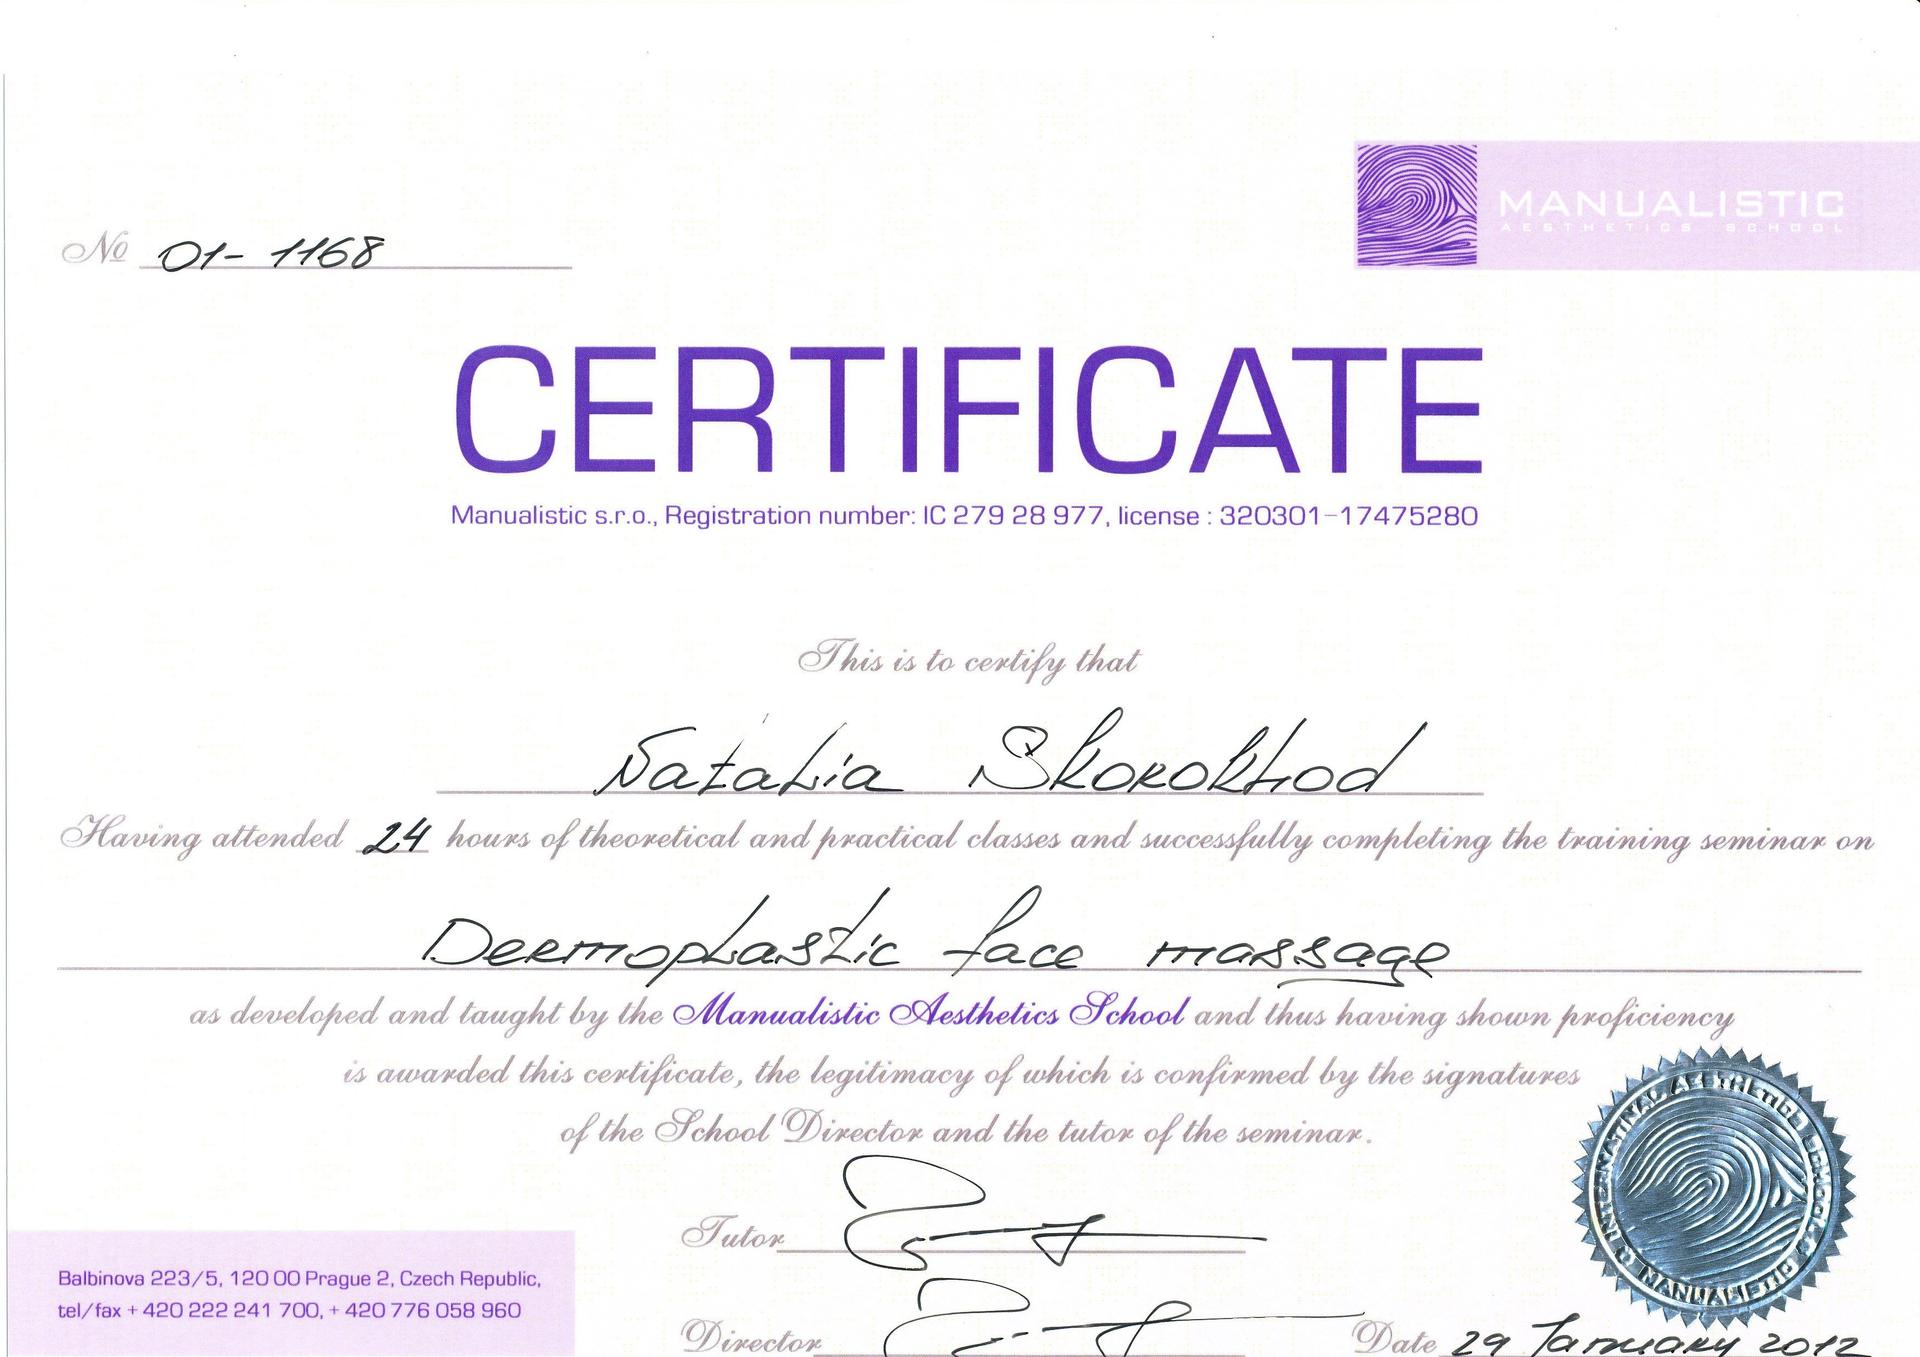 MANUALISTIC
AESTHETICS SCHOOL
№ 01-1168
CERTIFICATE
Manualistic s.r.o., Registration number: IC 279 28 977, license : 320301-17475280
This is to certify that
Natalia Skorokhod
Having attended 24 hours of theoretical and practical classes and successfully completing the training seminar on
Dermoplastic face massage
as developed and taught by the Manualistic Aesthetics School and thus having shown proficiency
is awarded this certificate, the legitimacy of which is confirmed by the signatures
of the School Director and the tutor of the seminar.
Tutor
Balbinova 223/5, 120 00 Prague 2, Czech Republic,
tel/fax + 420 222 241 700, + 420 776 058 960
Director
Date 29 January 2012
INTERNATINAL AESTHETICS SCHOOL
MANUALISTIC